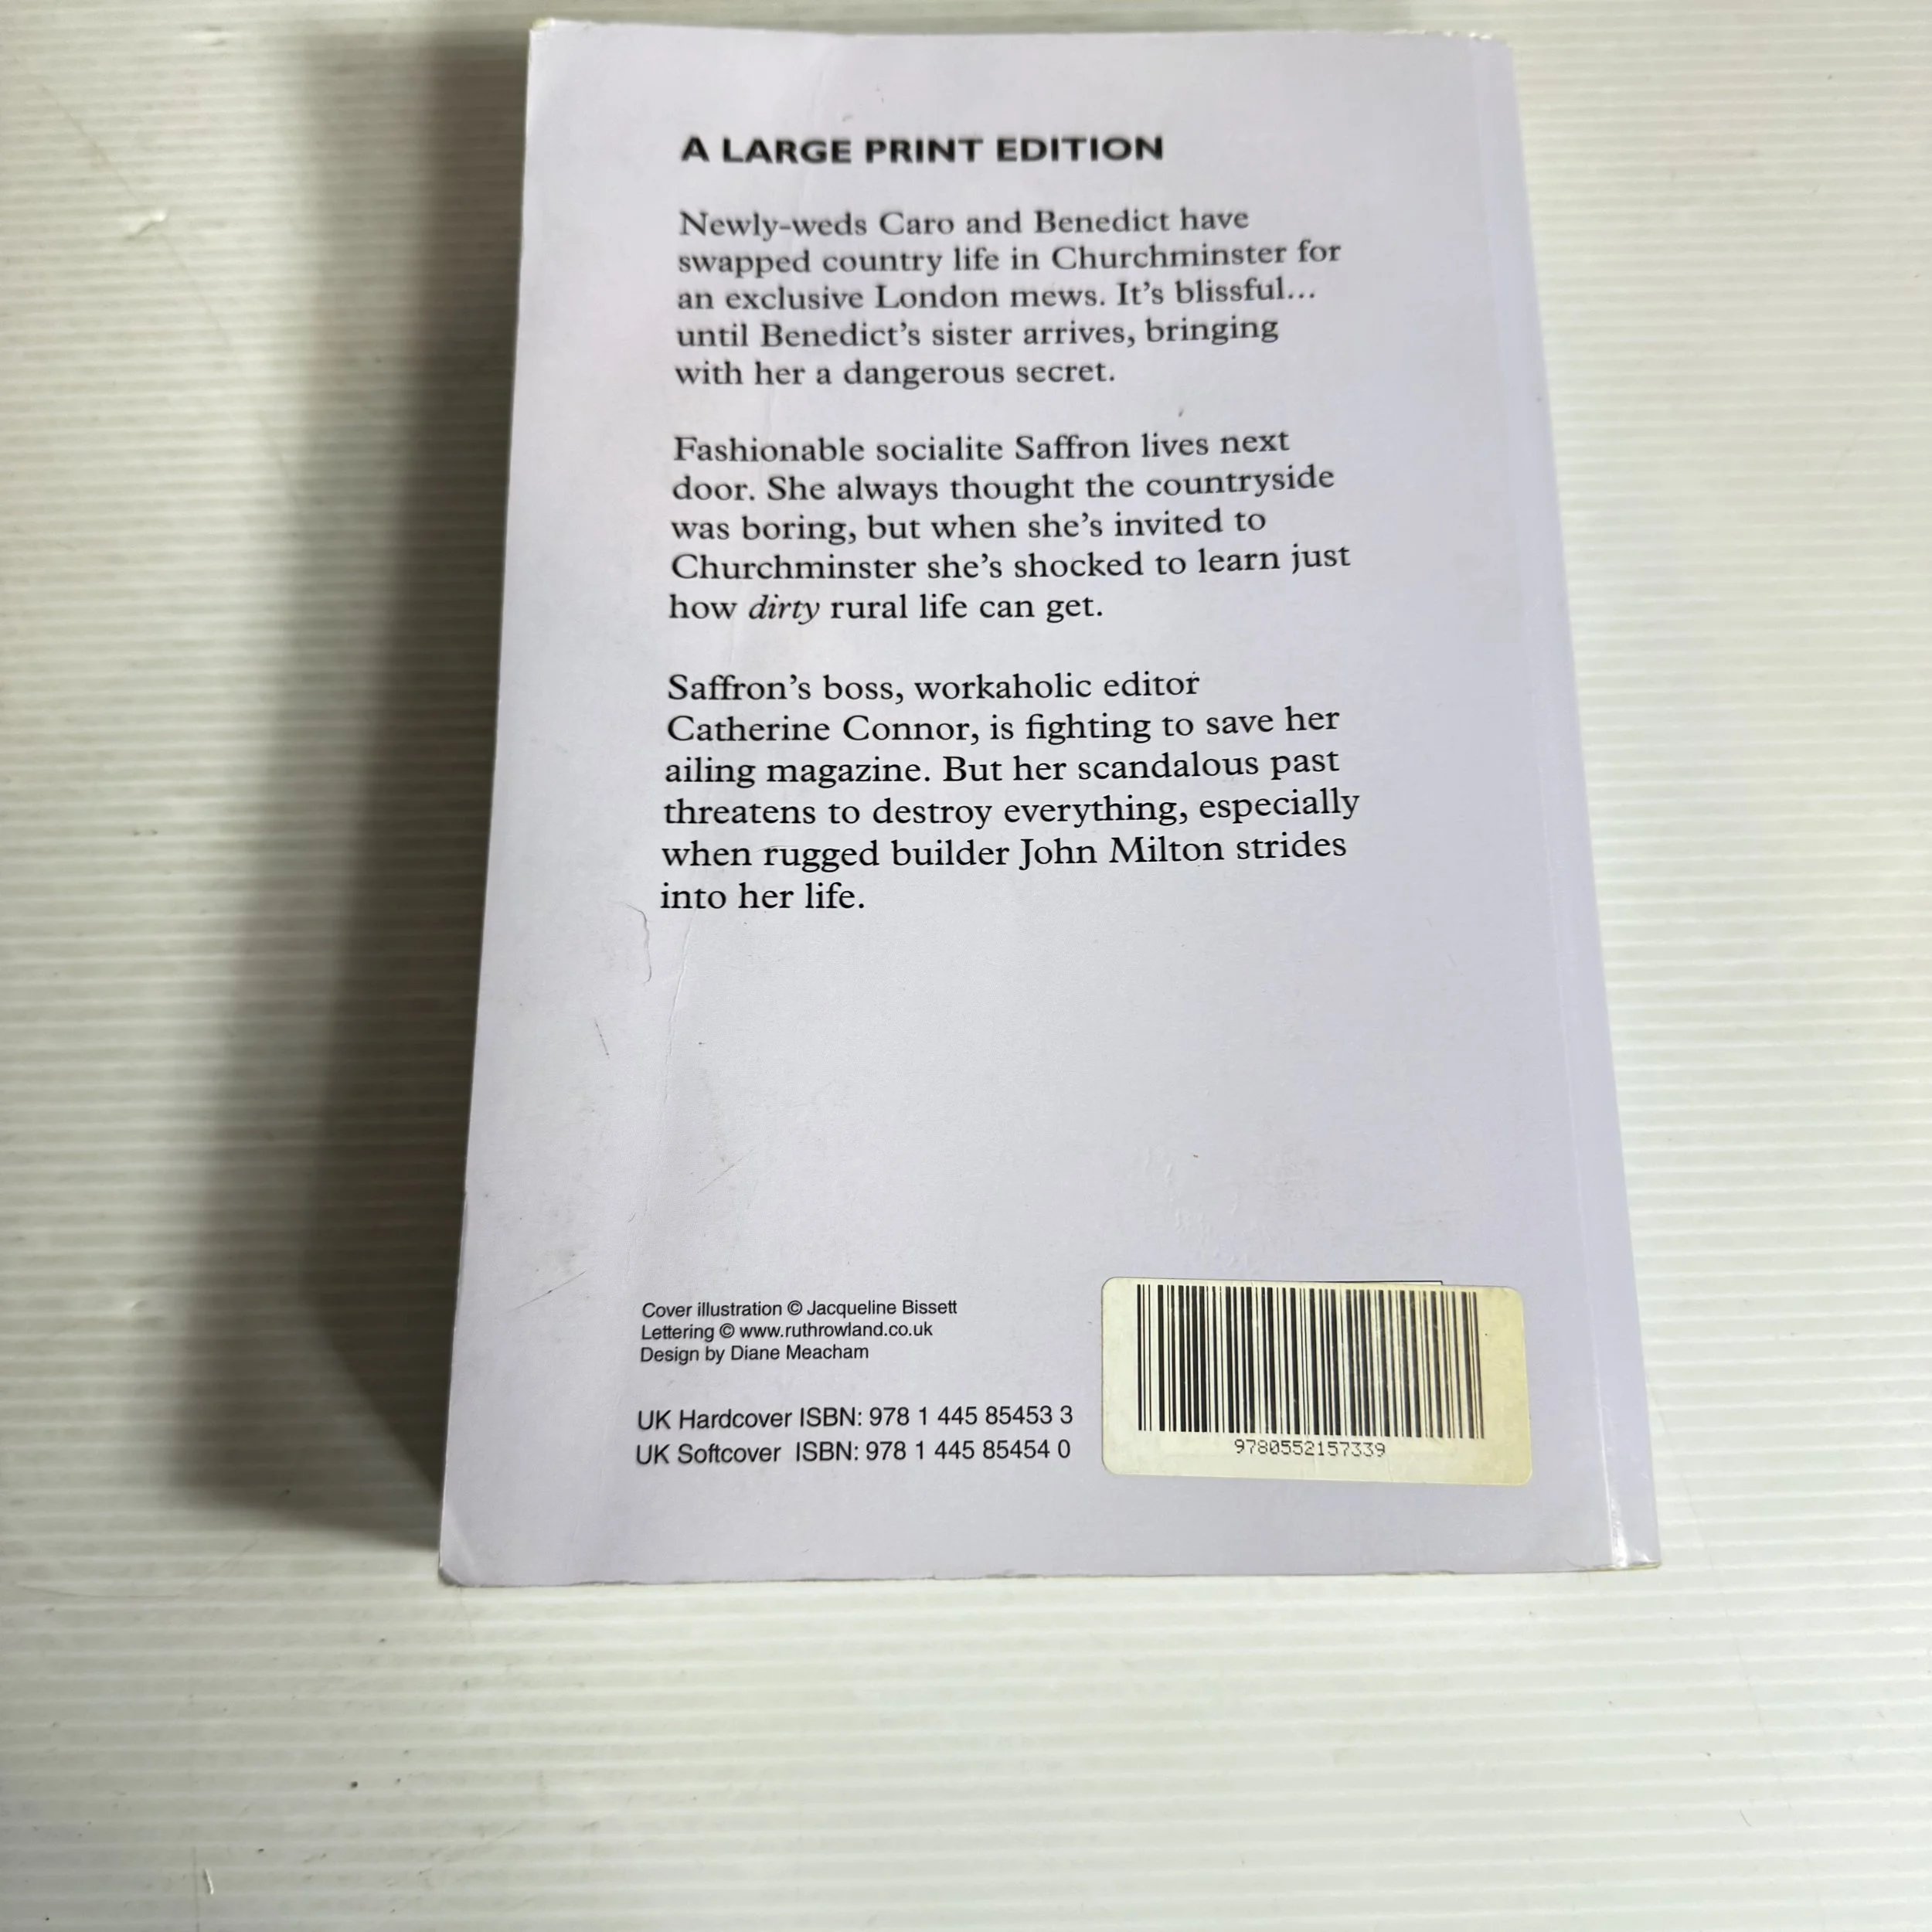 A LARGE PRINT EDITION
Newly-weds Caro and Benedict have
swapped country life in Churchminster for
an exclusive London mews. It's blissful...
until Benedict's sister arrives, bringing
with her a dangerous secret.
Fashionable socialite Saffron lives next
door. She always thought the countryside
was boring, but when she's invited to
Churchminster she's shocked to learn just
how dirty rural life can get.
Saffron's boss, workaholic editor
Catherine Connor, is fighting to save her
ailing magazine. But her scandalous past
threatens to destroy everything, especially
when rugged builder John Milton strides
into her life.
Cover illustration © Jacqueline Bissett
Lettering © www.ruthrowland.co.uk
Design by Diane Meacham
UK Hardcover ISBN: 978 1 445 85453 3
UK Softcover ISBN: 978 1 445 85454 0
9780552157339